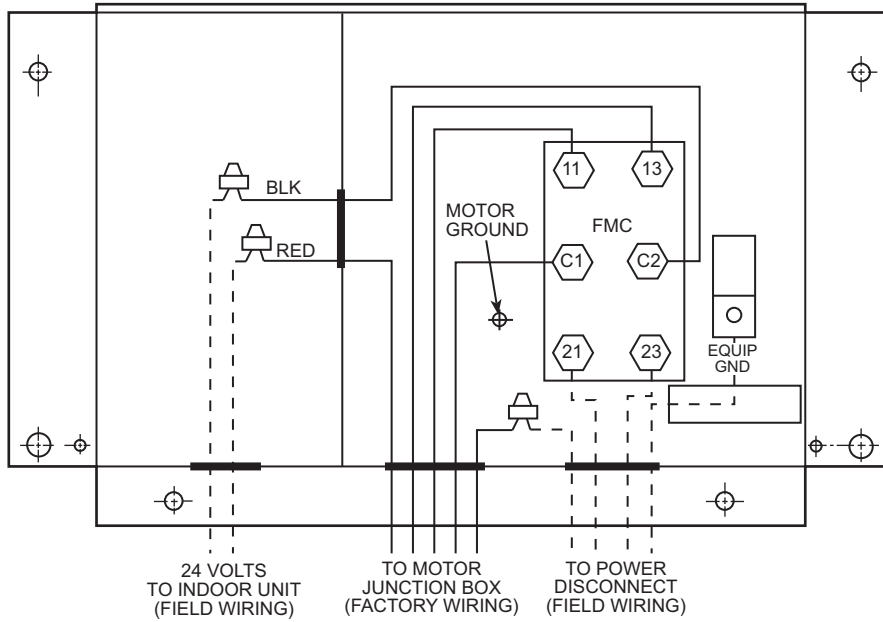 BLK
RED
MOTOR
GROUND
11
13
FMC
C1
C2
21
23
EQUIP
GND
24 VOLTS
TO INDOOR UNIT
(FIELD WIRING)
TO MOTOR
JUNCTION BOX
(FACTORY WIRING)
TO POWER
DISCONNECT
(FIELD WIRING)